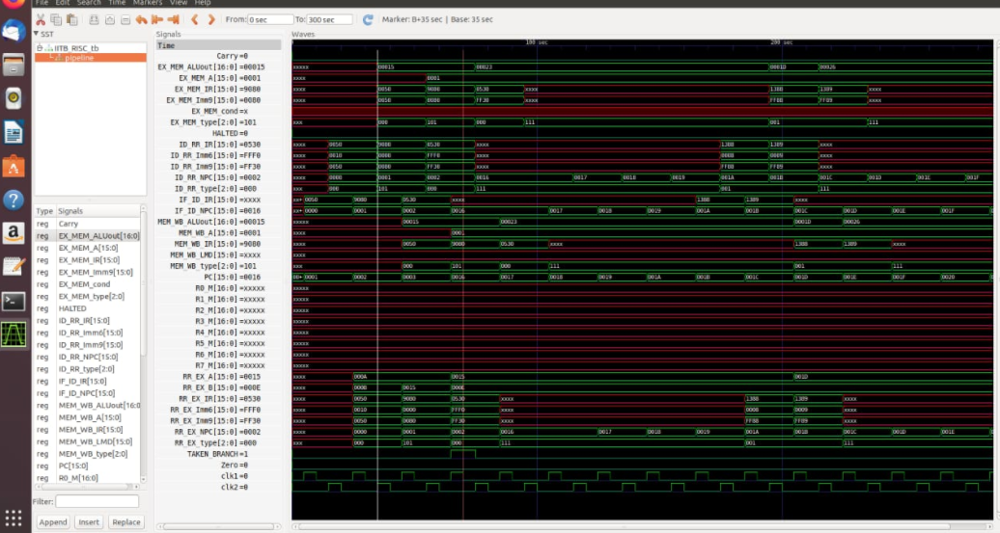 File Edit Search Time Markers View Help
From: 0 sec To: 300 sec Marker: B+35 sec | Base: 35 sec
SST
IITB_RISC_tb
pipeline
Type Signals
reg Carry
reg EX_MEM_ALUout[16:0]
reg EX_MEM_A[15:0]
reg EX_MEM_IR[15:0]
reg EX_MEM_Imm9[15:0]
reg EX_MEM_cond
reg EX_MEM_type[2:0]
reg HALTED
reg ID_RR_IR[15:0]
reg ID_RR_Imm6[15:0]
reg ID_RR_Imm9[15:0]
reg ID_RR_NPC[15:0]
reg ID_RR_type[2:0]
reg IF_ID_IR[15:0]
reg IF_ID_NPC[15:0]
reg MEM_WB_ALUout[16:0
reg MEM_WB_A[15:0]
reg MEM_WB_IR[15:0]
reg MEM_WB_LMD[15:0]
reg MEM_WB_type[2:0]
reg PC[15:0]
reg R0_M[16:0]
Filter:
Append Insert Replace
Signals
Time
Carry=0
EX_MEM_ALUout[16:0]=00015
EX_MEM_A[15:0]=0001
EX_MEM_IR[15:0]=9080
EX_MEM_Imm9[15:0]=0080
EX_MEM_cond=x
EX_MEM_type[2:0]=101
HALTED=0
ID_RR_IR[15:0]=0530
ID_RR_Imm6[15:0]=FFF0
ID_RR_Imm9[15:0]=FF30
ID_RR_NPC[15:0]=0002
ID_RR_type[2:0]=000
IF_ID_IR[15:0]=xxxx
IF_ID_NPC[15:0]=0016
MEM_WB_ALUout[16:0]=00015
MEM_WB_A[15:0]=0001
MEM_WB_IR[15:0]=9080
MEM_WB_LMD[15:0]=xxxx
MEM_WB_type[2:0]=101
PC[15:0]=0016
R0_M[16:0]=xxxxx
R1_M[16:0]=xxxxx
R2_M[16:0]=xxxxx
R3_M[16:0]=xxxxx
R4_M[16:0]=xxxxx
R5_M[16:0]=xxxxx
R6_M[16:0]=xxxxx
R7_M[16:0]=xxxxx
RR_EX_A[15:0]=0015
RR_EX_B[15:0]=000E
RR_EX_IR[15:0]=0530
RR_EX_Imm6[15:0]=FFF0
RR_EX_Imm9[15:0]=FF30
RR_EX_NPC[15:0]=0002
RR_EX_type[2:0]=000
TAKEN_BRANCH=1
Zero=0
clk1=0
clk2=0
Waves
100 sec 200 sec
xxxxx 00015 00023 0001D 00026
xxxx 0001
xxxx 0050 9080 0530 xxxx 1388 1389 xxxx
xxxx 0050 0080 FF30 xxxx FF88 FF89 xxxx
xxx 000 101 000 111 001 111
xxxx 0050 9080 0530 xxxx 1388 1389 xxxx
xxxx 0010 0000 FFF0 xxxx 0008 0009 xxxx
xxxx 0050 0080 FF30 xxxx FF88 FF89 xxxx
xxxx 0000 0001 0002 0016 0017 0018 0019 001A 001B 001C 001D 001E 001F
xxx 000 101 000 111 001 111
xx+ 0050 9080 0530 xxxx 1388 1389 xxxx
xx+ 0000 0001 0002 0016 0017 0018 0019 001A 001B 001C 001D 001E 001F
xxxxx 00015 00023 0001D 00026
xxxx 0001
xxxx 0050 9080 0530 xxxx 1388 1389 xxxx
xxxx
xxx 000 101 000 111 001 111
00+ 0001 0002 0003 0016 0017 0018 0019 001A 001B 001C 001D 001E 001F 0020
xxxxx
xxxxx
xxxxx
xxxxx
xxxxx
xxxxx
xxxxx
xxxxx
xxxx 000A 0015 001D
xxxx 000B 0015 000E
xxxx 0050 9080 0530 xxxx 1388 1389 xxxx
xxxx 0010 0000 FFF0 xxxx 0008 0009 xxxx
xxxx 0050 0080 FF30 xxxx FF88 FF89 xxxx
xxxx 0000 0001 0002 0016 0017 0018 0019 001A 001B 001C 001D 001E
xxx 000 101 000 111 001 111